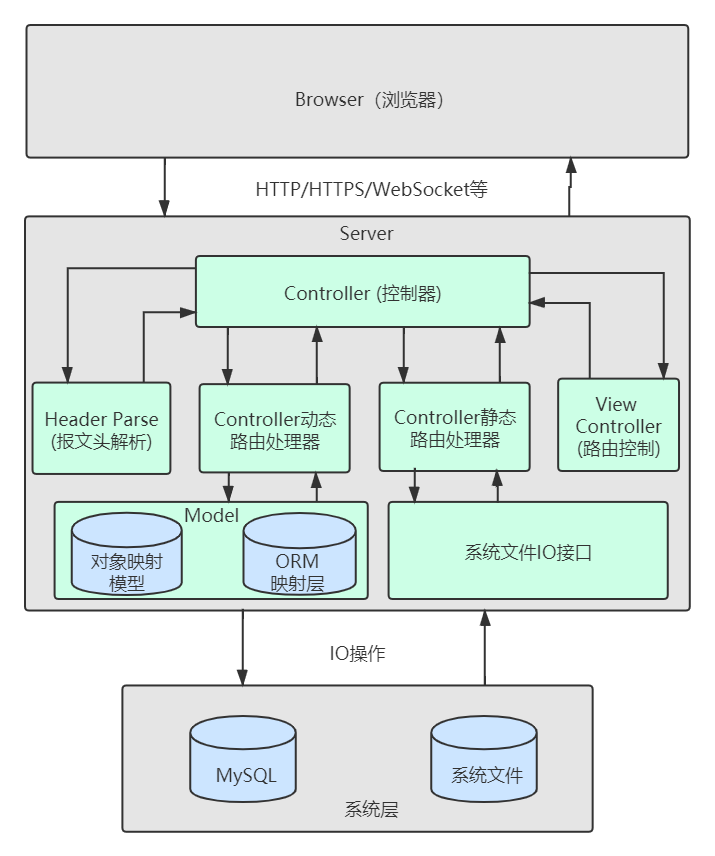 Browser（浏览器）
HTTP/HTTPS/WebSocket等
Server
Controller (控制器)
Header Parse
(报文头解析)
Controller动态
路由处理器
Controller静态
路由处理器
View
Controller
(路由控制)
Model
对象映射
模型
ORM
映射层
系统文件IO接口
IO操作
MySQL
系统文件
系统层